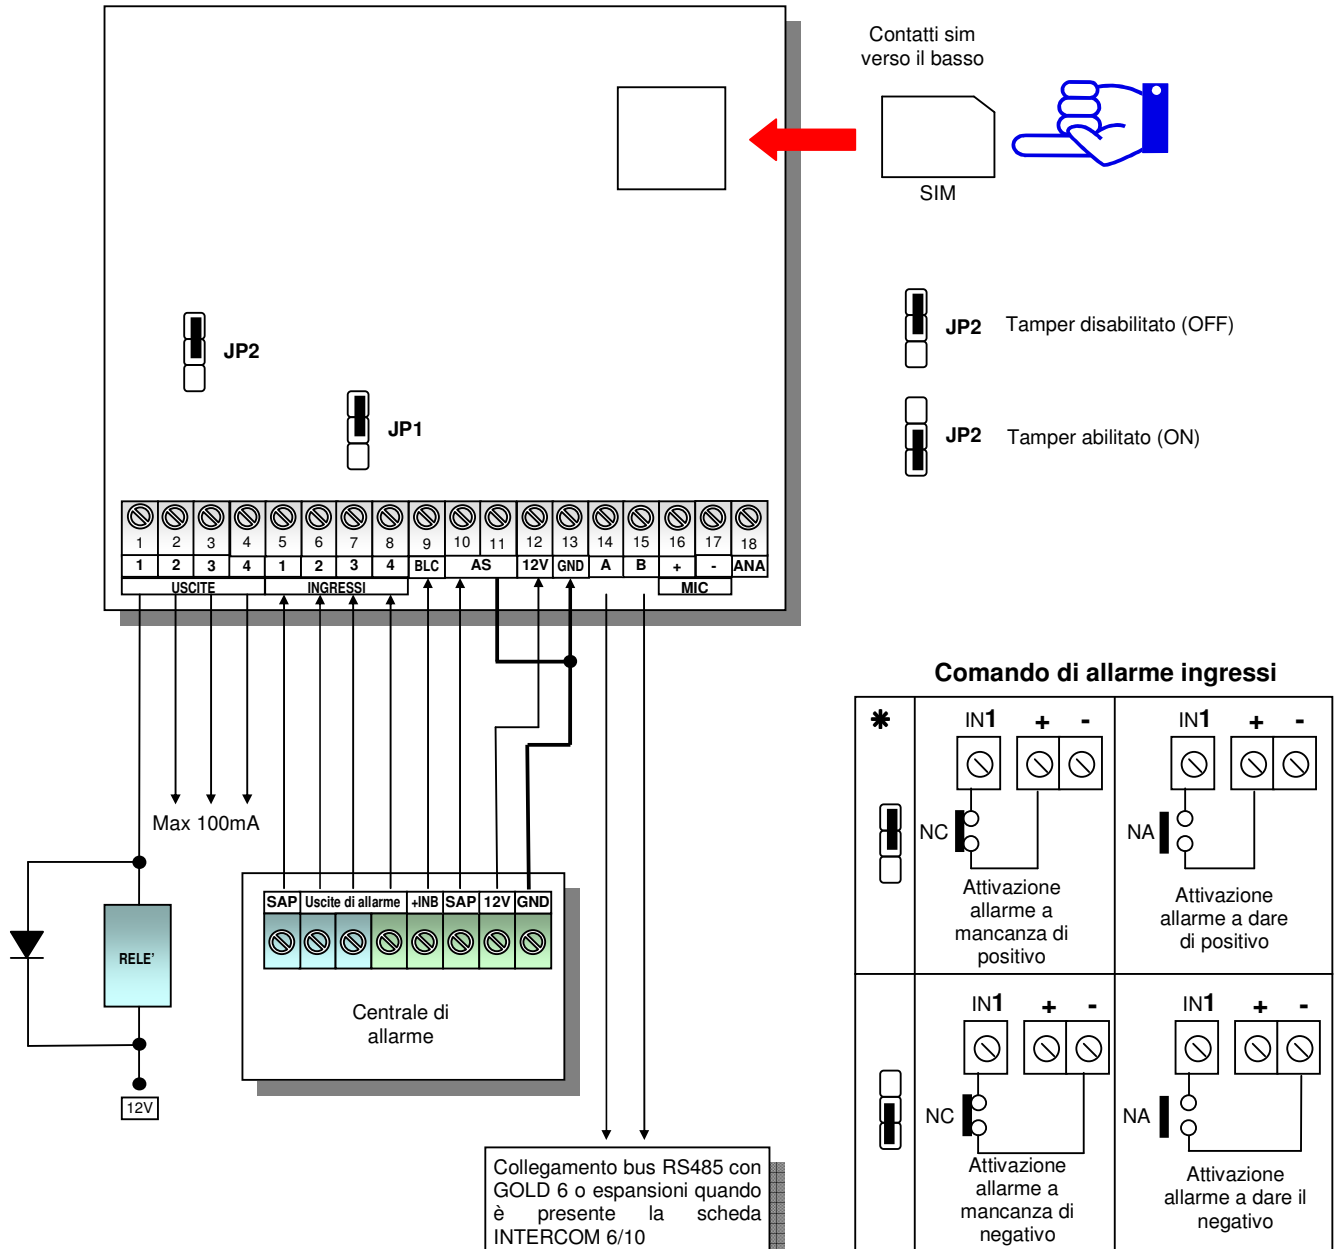 Contatti sim
verso il basso
SIM
JP2 Tamper disabilitato (OFF)
JP2 Tamper abilitato (ON)
JP2
JP1
1 2 3 4 5 6 7 8 9 10 11 12 13 14 15 16 17 18
1 2 3 4 1 2 3 4 BLC AS 12V GND A B + - ANA
USCITE INGRESSI MIC
Max 100mA
RELE'
12V
SAP Uscite di allarme +INB SAP 12V GND
Centrale di
allarme
Collegamento bus RS485 con
GOLD 6 o espansioni quando
è presente la scheda
INTERCOM 6/10
Comando di allarme ingressi
*
IN1 + -
NC
Attivazione
allarme a
mancanza di
positivo
IN1 + -
NA
Attivazione
allarme a dare
di positivo
IN1 + -
NC
Attivazione
allarme a
mancanza di
negativo
IN1 + -
NA
Attivazione
allarme a dare il
negativo